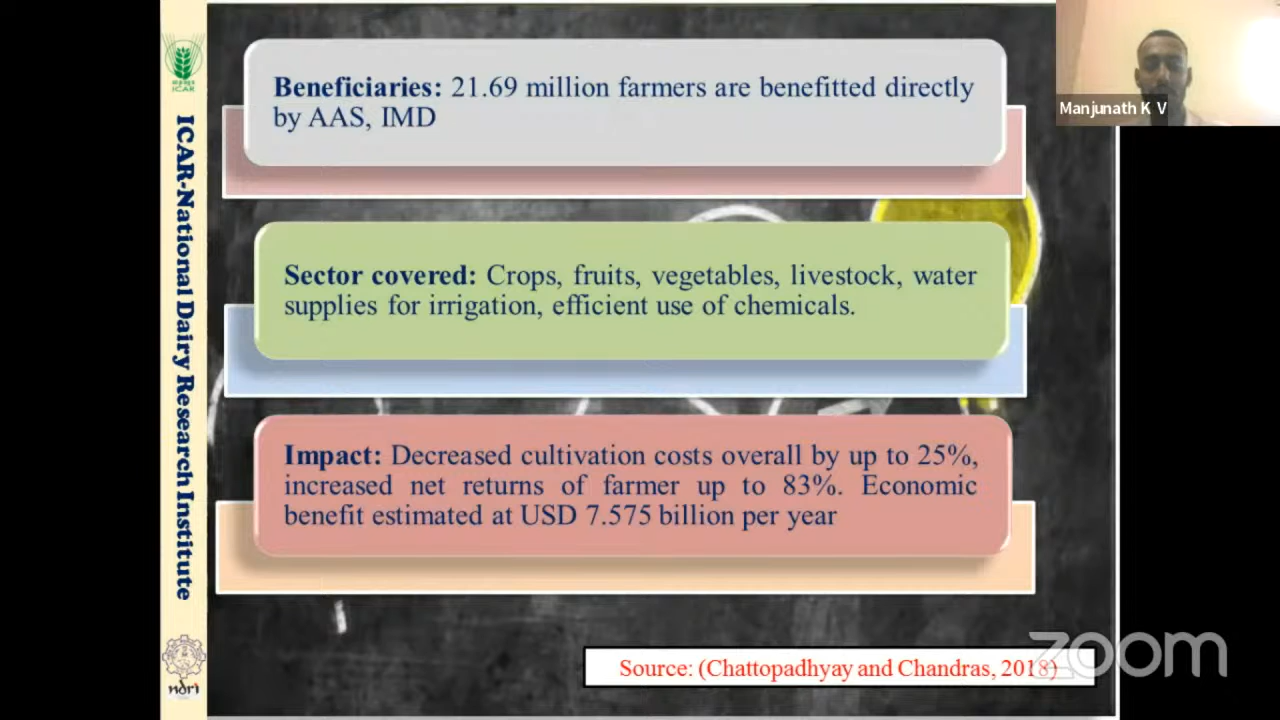 ICAR
ICAR-National Dairy Research Institute
ndri
Beneficiaries: 21.69 million farmers are benefitted directly
by AAS, IMD
Sector covered: Crops, fruits, vegetables, livestock, water
supplies for irrigation, efficient use of chemicals.
Impact: Decreased cultivation costs overall by up to 25%,
increased net returns of farmer up to 83%. Economic
benefit estimated at USD 7.575 billion per year
Source: (Chattopadhyay and Chandras, 2018)
Manjunath K V
zoom